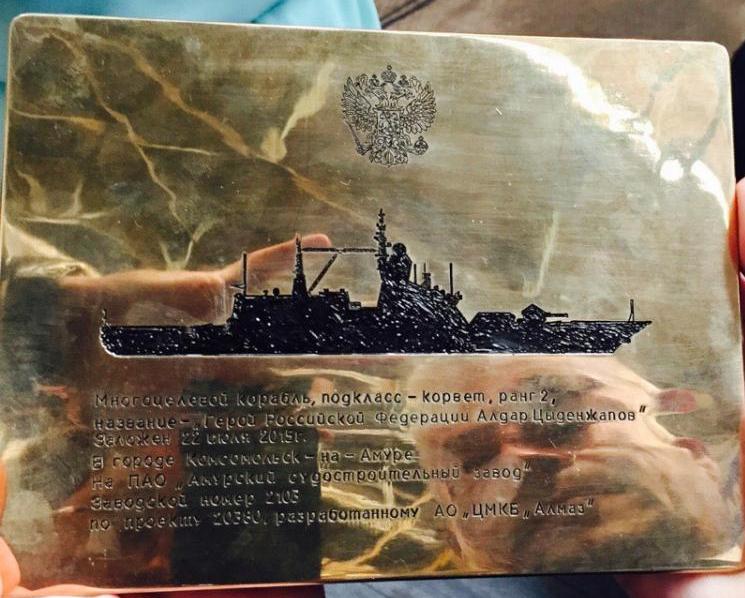 Многоцелевой корабль, подкласс - корвет, ранг 2,
название - „Герой Российской Федерации Алдар Цыденжапов"
Заложен 22 июля 2015г.
В городе Комсомольск - на - Амуре
На ПАО „Амурский судостроительный завод"
Заводской номер 2103
по проекту 20380, разработанному АО „ЦМКБ „Алмаз"